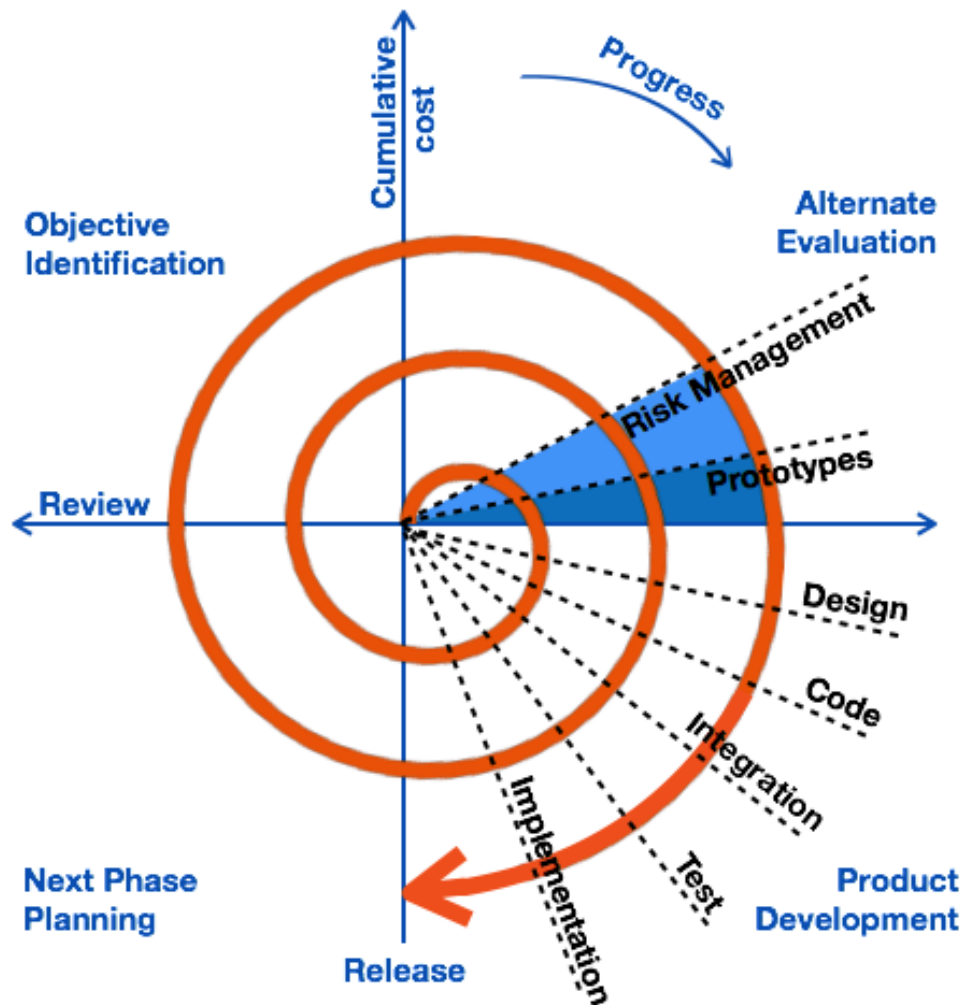 Cumulative
cost
Progress
Objective
Identification
Alternate
Evaluation
Risk Management
Prototypes
Review
Design
Code
Integration
Test
Implementation
Next Phase
Planning
Product
Development
Release